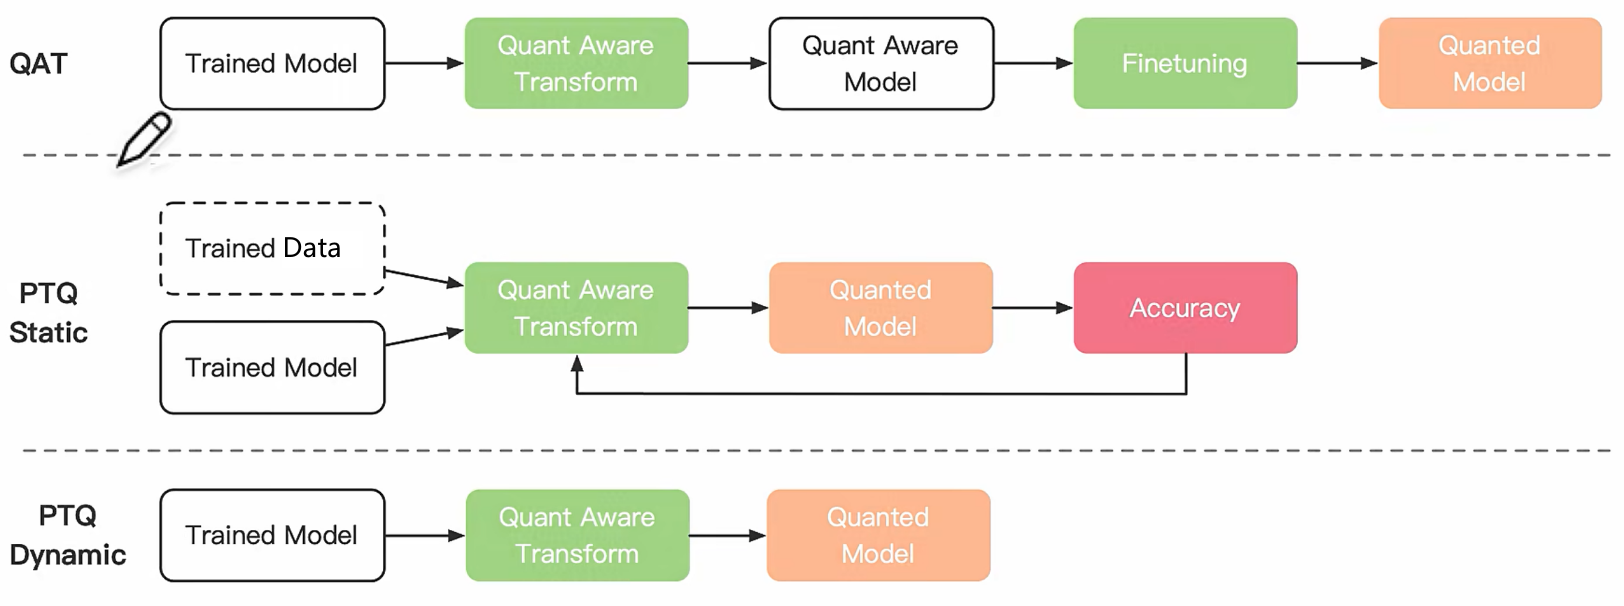 QAT
Trained Model
Quant Aware
Transform
Quant Aware
Model
Finetuning
Quanted
Model
PTQ
Static
Trained Data
Trained Model
Quant Aware
Transform
Quanted
Model
Accuracy
PTQ
Dynamic
Trained Model
Quant Aware
Transform
Quanted
Model